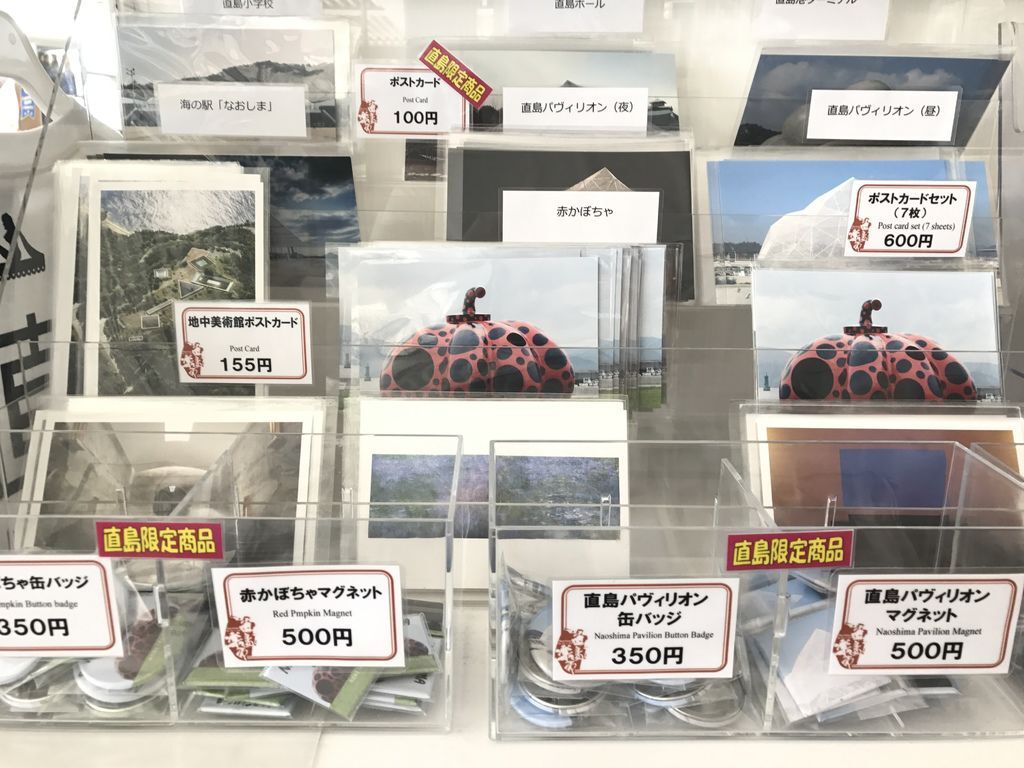 直島小学校
直島ホール
海の駅「なおしま」
ポストカード
Post Card
100円
直島限定商品
直島パヴィリオン（夜）
直島パヴィリオン（昼）
赤かぼちゃ
ポストカードセット
（7枚）
Post card set (7 sheets)
600円
地中美術館ポストカード
Post Card
155円
直島限定商品
直島限定商品
ちゃ缶バッジ
mpkin Button badge
350円
赤かぼちゃマグネット
Red Pmpkin Magnet
500円
直島パヴィリオン
缶バッジ
Naoshima Pavilion Button Badge
350円
直島パヴィリオン
マグネット
Naoshima Pavilion Magnet
500円